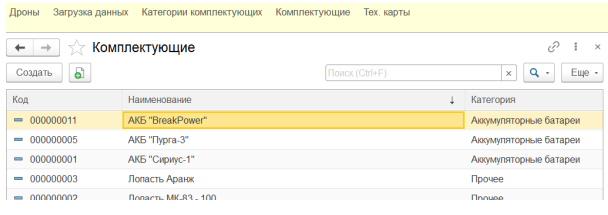 Дроны Загрузка данных Категории комплектующих Комплектующие Тех. карты
Комплектующие
Создать Поиск (Ctrl+F) × Еще
Код Наименование ↓ Категория
000000011 АКБ "BreakPower" Аккумуляторные батареи
000000005 АКБ "Пурга-3" Аккумуляторные батареи
000000001 АКБ "Сириус-1" Аккумуляторные батареи
000000003 Лопасть Аранж Прочее
000000002 Лопасть МК-83 - 100 Прочее